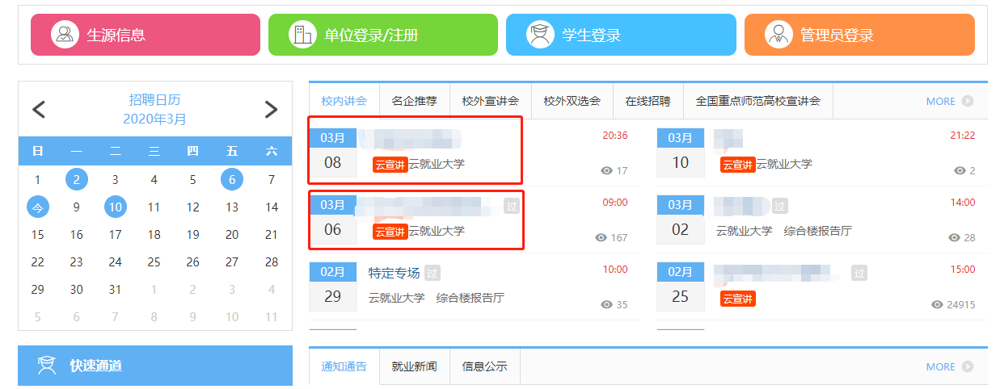 生源信息
单位登录/注册
学生登录
管理员登录
招聘日历
2020年3月
日 一 二 三 四 五 六
1 2 3 4 5 6 7
今 9 10 11 12 13 14
15 16 17 18 19 20 21
22 23 24 25 26 27 28
29 30 31 1 2 3 4
5 6 7 8 9 10 11
快速通道
校内讲会 名企推荐 校外宣讲会 校外双选会 在线招聘 全国重点师范高校宣讲会 MORE
03月 20:36
08 云宣讲 云就业大学 17
03月 21:22
10 云宣讲 云就业大学 2
03月 过 09:00
06 云宣讲 云就业大学 167
03月 过 14:00
02 云就业大学 综合楼报告厅 28
02月 特定专场 过 10:00
29 云就业大学 综合楼报告厅 35
02月 过 15:00
25 云宣讲 24915
通知通告 就业新闻 信息公示 MORE